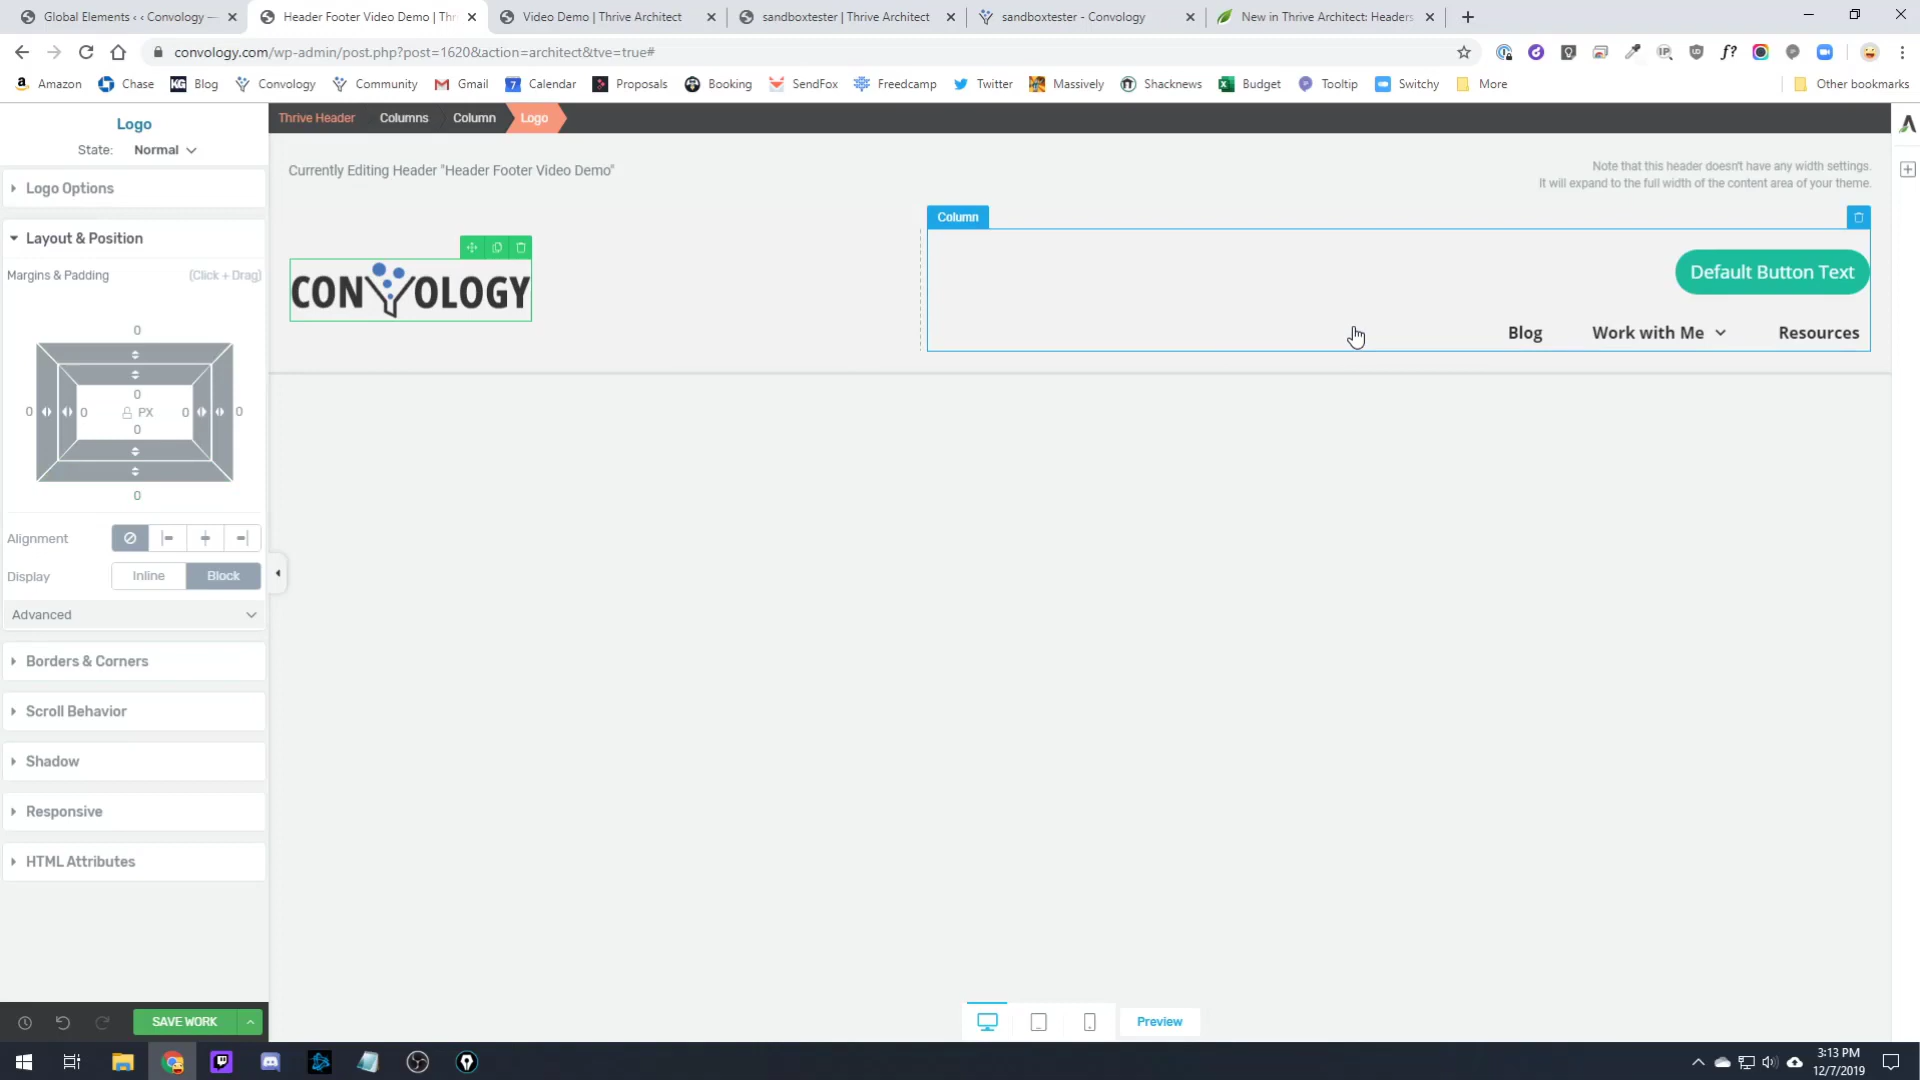 Global Elements ‹ ‹ Convology —
Header Footer Video Demo | Thr
Video Demo | Thrive Architect
sandboxtester | Thrive Architect
sandboxtester - Convology
New in Thrive Architect: Headers
convology.com/wp-admin/post.php?post=1620&action=architect&tve=true#
Amazon
Chase
KG Blog
Convology
Community
Gmail
7 Calendar
Proposals
Booking
SendFox
Freedcamp
Twitter
Massively
Shacknews
Budget
Tooltip
Switchy
More
Other bookmarks
Logo
State: Normal
Thrive Header Columns Column Logo
Currently Editing Header "Header Footer Video Demo"
Note that this header doesn't have any width settings.
It will expand to the full width of the content area of your theme.
Logo Options
Layout & Position
Margins & Padding (Click + Drag)
0
0
0 0 PX 0 0
0
0
Alignment
Display Inline Block
Advanced
Borders & Corners
Scroll Behavior
Shadow
Responsive
HTML Attributes
Column
CONVOLOGY
Default Button Text
Blog Work with Me Resources
SAVE WORK
Preview
3:13 PM
12/7/2019